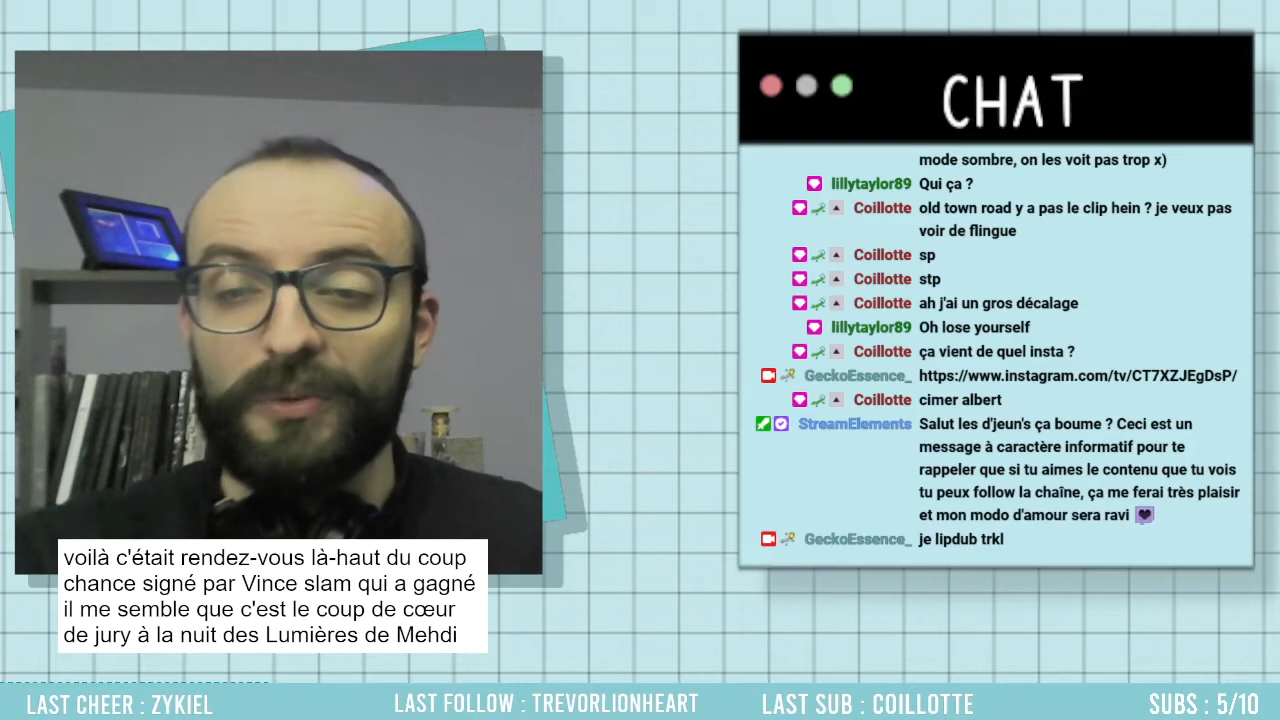 CHAT
mode sombre, on les voit pas trop x)
lillytaylor89 Qui ça ?
Coillotte old town road y a pas le clip hein ? je veux pas
voir de flingue
Coillotte sp
Coillotte stp
Coillotte ah j'ai un gros décalage
lillytaylor89 Oh lose yourself
Coillotte ça vient de quel insta ?
GeckoEssence_ https://www.instagram.com/tv/CT7XZJEgDsP/
Coillotte cimer albert
StreamElements Salut les d'jeun's ça boume ? Ceci est un
message à caractère informatif pour te
rappeler que si tu aimes le contenu que tu vois
tu peux follow la chaîne, ça me ferai très plaisir
et mon modo d'amour sera ravi
GeckoEssence_ je lipdub trkl
voilà c'était rendez-vous là-haut du coup
chance signé par Vince slam qui a gagné
il me semble que c'est le coup de cœur
de jury à la nuit des Lumières de Mehdi
LAST CHEER : ZYKIEL
LAST FOLLOW : TREVORLIONHEART
LAST SUB : COILLOTTE
SUBS : 5/10